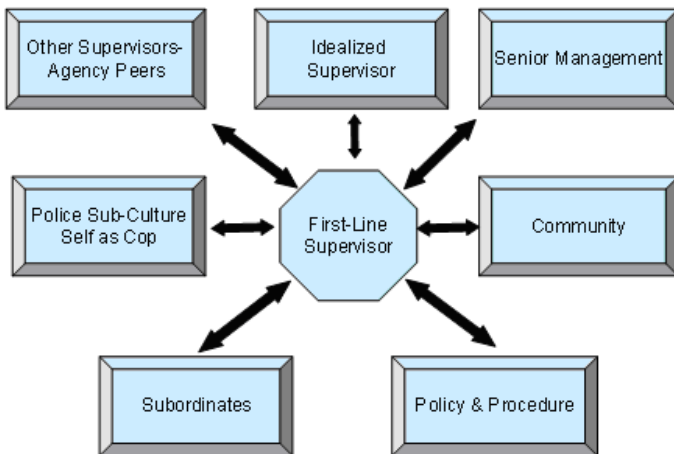 Other Supervisors-
Agency Peers
Idealized
Supervisor
Senior Management
Police Sub-Culture
Self as Cop
First-Line
Supervisor
Community
Subordinates
Policy & Procedure